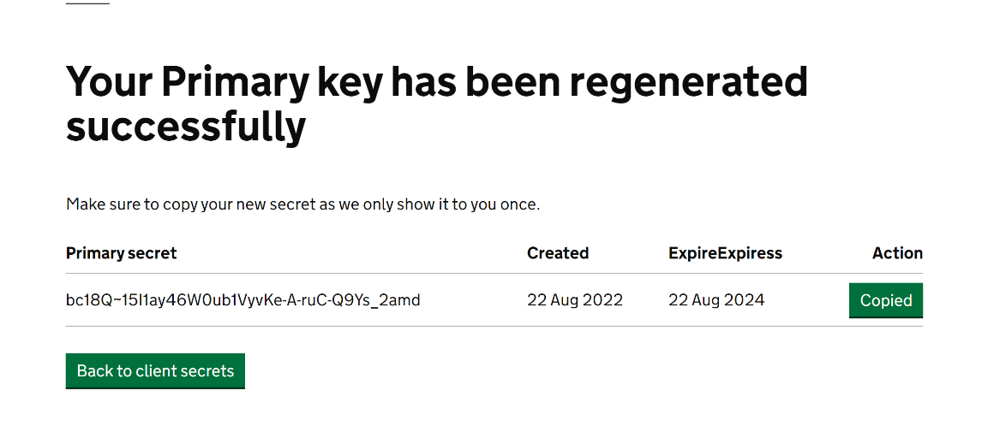 Your Primary key has been regenerated
successfully
Make sure to copy your new secret as we only show it to you once.
Primary secret Created ExpireExpiress Action
bc18Q~15l1ay46W0ub1VyvKe-A-ruC-Q9Ys_2amd 22 Aug 2022 22 Aug 2024 Copied
Back to client secrets